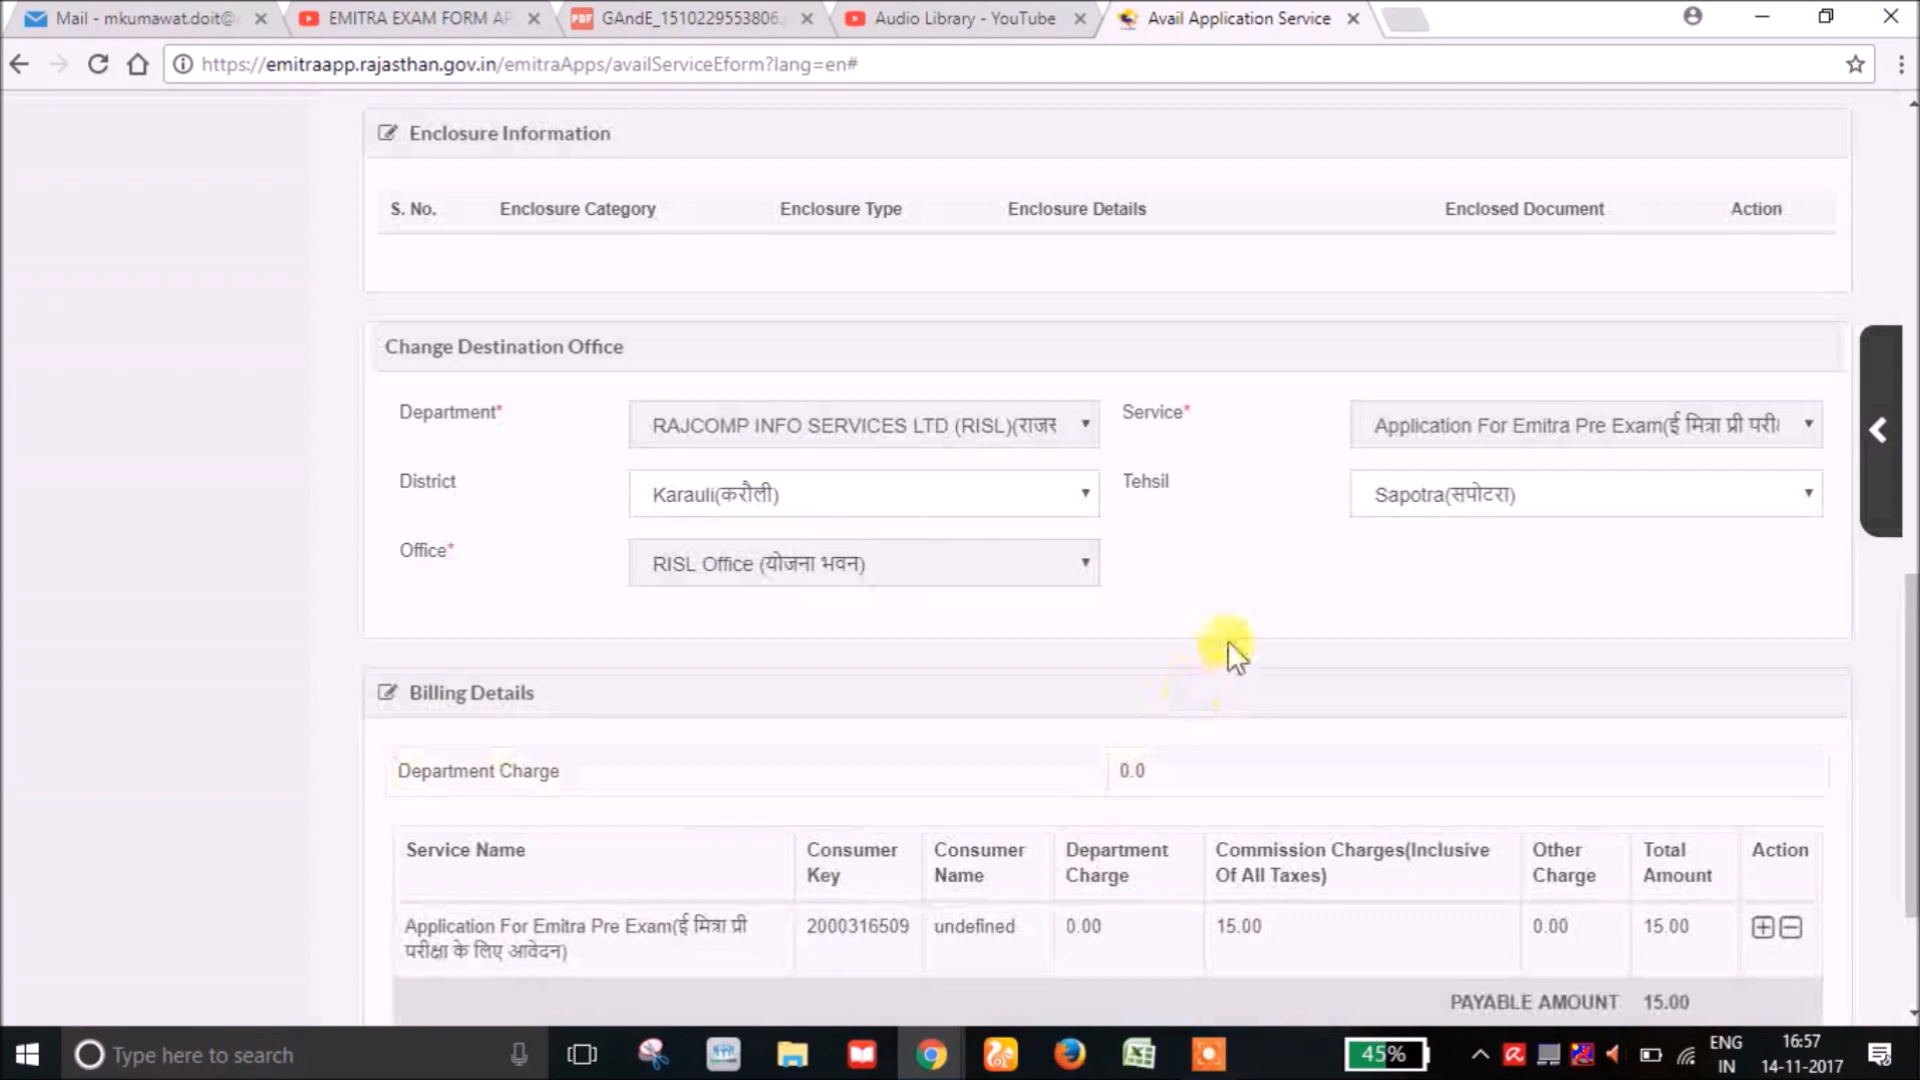 Mail - mkumawat.doit@
EMITRA EXAM FORM AP
GAndE_1510229553806.
Audio Library - YouTube
Avail Application Service
https://emitraapp.rajasthan.gov.in/emitraApps/availServiceEform?lang=en#
Enclosure Information
S. No. Enclosure Category Enclosure Type Enclosure Details Enclosed Document Action
Change Destination Office
Department* RAJCOMP INFO SERVICES LTD (RISL)(राजस Service* Application For Emitra Pre Exam(ई मित्रा प्री परी
District Karauli(करौली) Tehsil Sapotra(सपोटरा)
Office* RISL Office (योजना भवन)
Billing Details
Department Charge 0.0
Service Name Consumer Key Consumer Name Department Charge Commission Charges(Inclusive Of All Taxes) Other Charge Total Amount Action
Application For Emitra Pre Exam(ई मित्रा प्री परीक्षा के लिए आवेदन) 2000316509 undefined 0.00 15.00 0.00 15.00
PAYABLE AMOUNT 15.00
Type here to search
45%
ENG
IN
16:57
14-11-2017